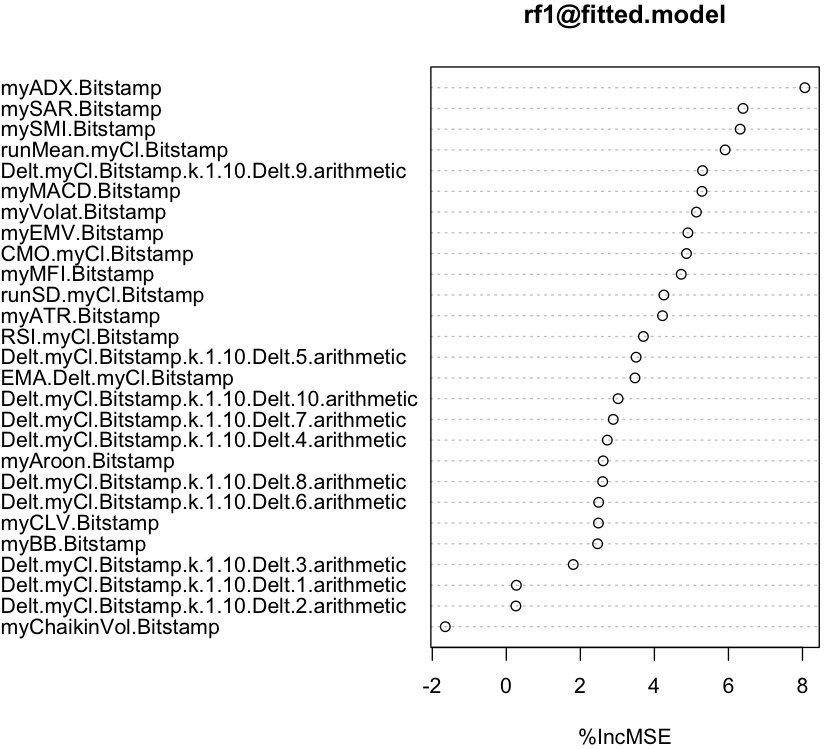 rf1@fitted.model
myADX.Bitstamp
mySAR.Bitstamp
mySMI.Bitstamp
runMean.myCl.Bitstamp
Delt.myCl.Bitstamp.k.1.10.Delt.9.arithmetic
myMACD.Bitstamp
myVolat.Bitstamp
myEMV.Bitstamp
CMO.myCl.Bitstamp
myMFI.Bitstamp
runSD.myCl.Bitstamp
myATR.Bitstamp
RSI.myCl.Bitstamp
Delt.myCl.Bitstamp.k.1.10.Delt.5.arithmetic
EMA.Delt.myCl.Bitstamp
Delt.myCl.Bitstamp.k.1.10.Delt.10.arithmetic
Delt.myCl.Bitstamp.k.1.10.Delt.7.arithmetic
Delt.myCl.Bitstamp.k.1.10.Delt.4.arithmetic
myAroon.Bitstamp
Delt.myCl.Bitstamp.k.1.10.Delt.8.arithmetic
Delt.myCl.Bitstamp.k.1.10.Delt.6.arithmetic
myCLV.Bitstamp
myBB.Bitstamp
Delt.myCl.Bitstamp.k.1.10.Delt.3.arithmetic
Delt.myCl.Bitstamp.k.1.10.Delt.1.arithmetic
Delt.myCl.Bitstamp.k.1.10.Delt.2.arithmetic
myChaikinVol.Bitstamp
-2 0 2 4 6 8
%IncMSE